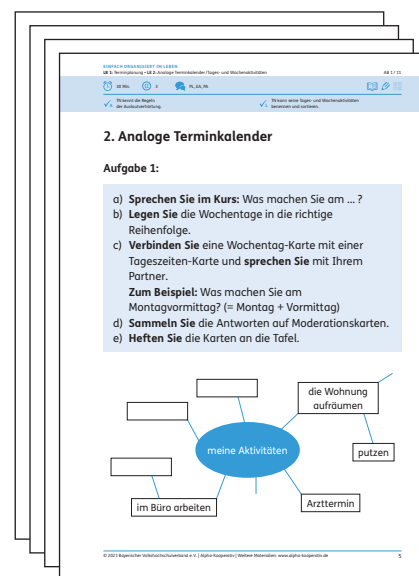 EINFACH ORGANISIERT IM LEBEN
LE 1: Terminplanung • LE 2: Analoge Terminkalender/Tages- und Wochenaktivitäten AB 1 / 11
30 Min. 3 PL, EA, PA
TN kennt die Regeln
der Auslautverhärtung.
TN kann seine Tages- und Wochenaktivitäten
benennen und sortieren.
2. Analoge Terminkalender
Aufgabe 1:
a) Sprechen Sie im Kurs: Was machen Sie am ... ?
b) Legen Sie die Wochentage in die richtige
Reihenfolge.
c) Verbinden Sie eine Wochentag-Karte mit einer
Tageszeiten-Karte und sprechen Sie mit Ihrem
Partner.
Zum Beispiel: Was machen Sie am
Montagvormittag? (= Montag + Vormittag)
d) Sammeln Sie die Antworten auf Moderationskarten.
e) Heften Sie die Karten an die Tafel.
die Wohnung
aufräumen
meine Aktivitäten
putzen
im Büro arbeiten
Arzttermin
© 2021 Bayerischer Volkshochschulverband e. V. | Alpha-Kooperativ | Weitere Materialien: www.alpha-kooperativ.de 5